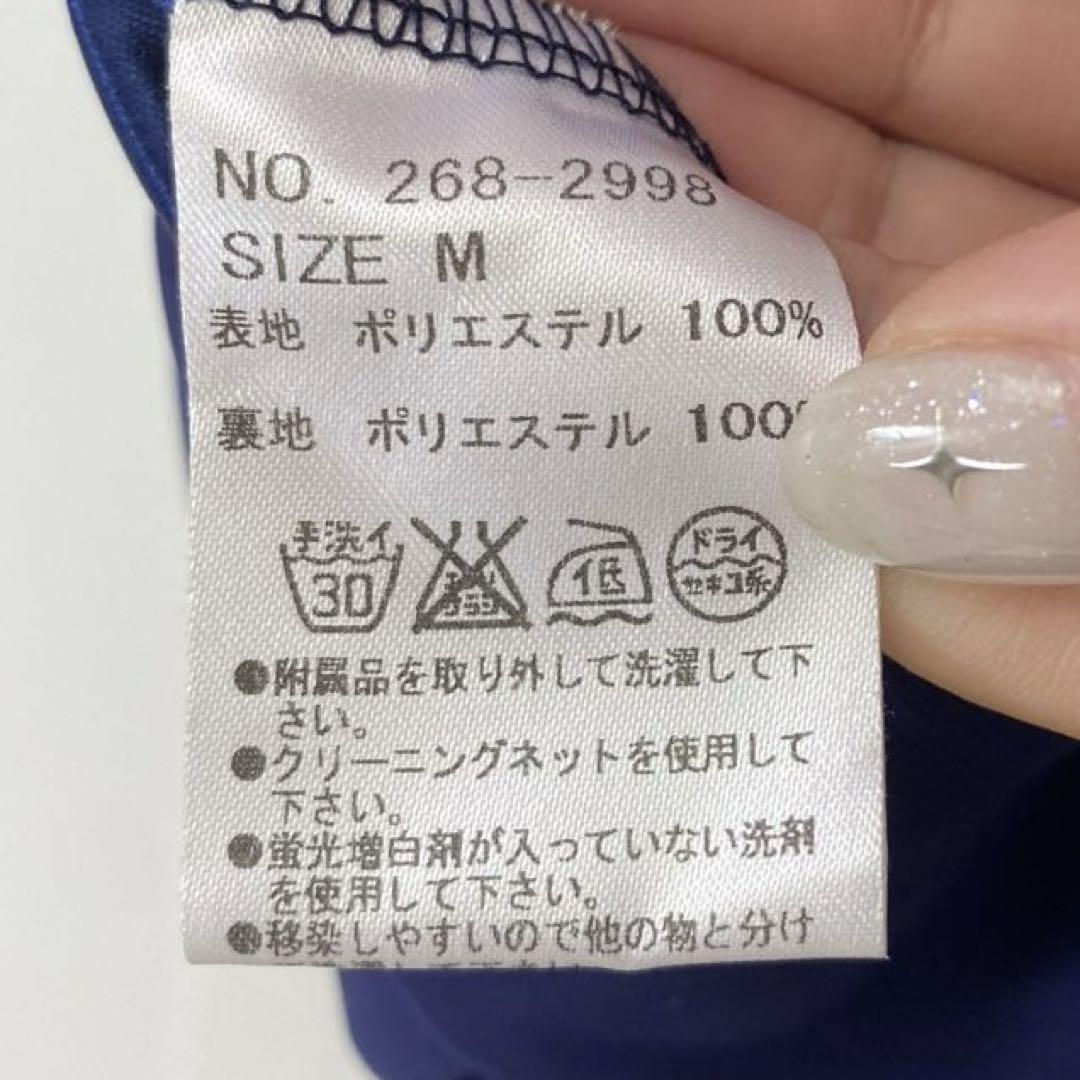 NO. 268-2998
SIZE M
表地 ポリエステル 100%
裏地 ポリエステル 100
手洗イ
30
低
ドライ
セキユ系
●附属品を取り外して洗濯して下
さい。
●クリーニングネットを使用して
下さい。
●蛍光増白剤が入っていない洗剤
を使用して下さい。
●移染しやすいので他の物と分け